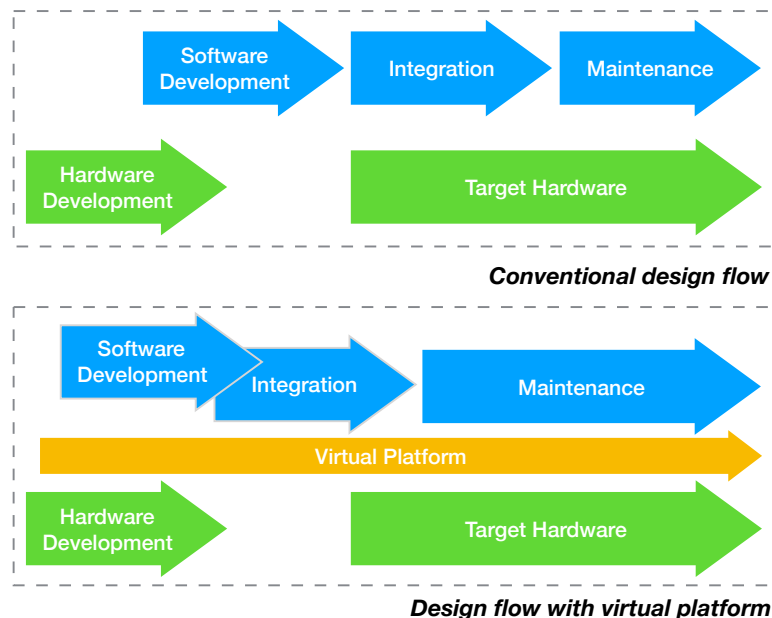 Software
Development
Integration
Maintenance
Hardware
Development
Target Hardware
Conventional design flow
Software
Development
Integration
Maintenance
Virtual Platform
Hardware
Development
Target Hardware
Design flow with virtual platform